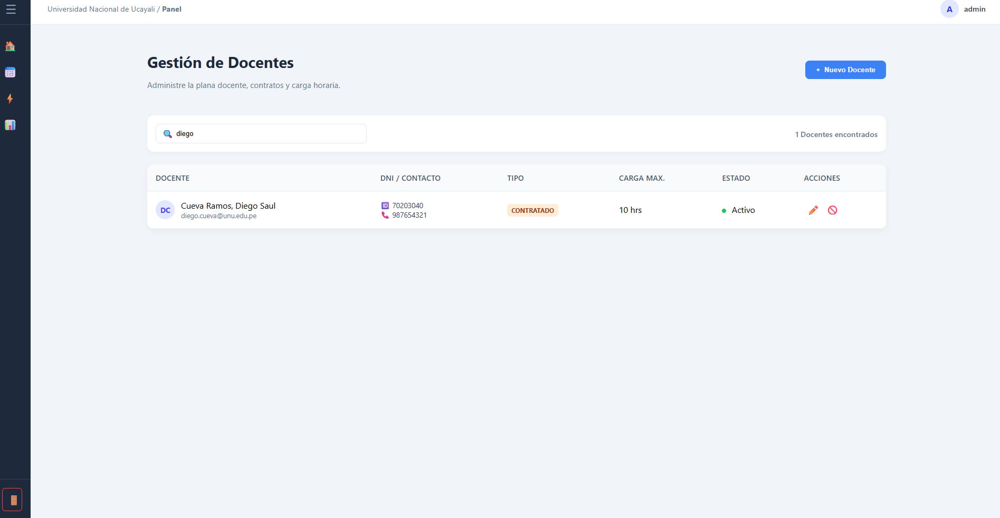 Universidad Nacional de Ucayali / Panel
A admin
Gestión de Docentes
Administre la plana docente, contratos y carga horaria.
+ Nuevo Docente
diego
1 Docentes encontrados
DOCENTE DNI / CONTACTO TIPO CARGA MAX. ESTADO ACCIONES
DC Cueva Ramos, Diego Saul
diego.cueva@unu.edu.pe
ID 70203040
987654321
CONTRATADO
10 hrs
Activo